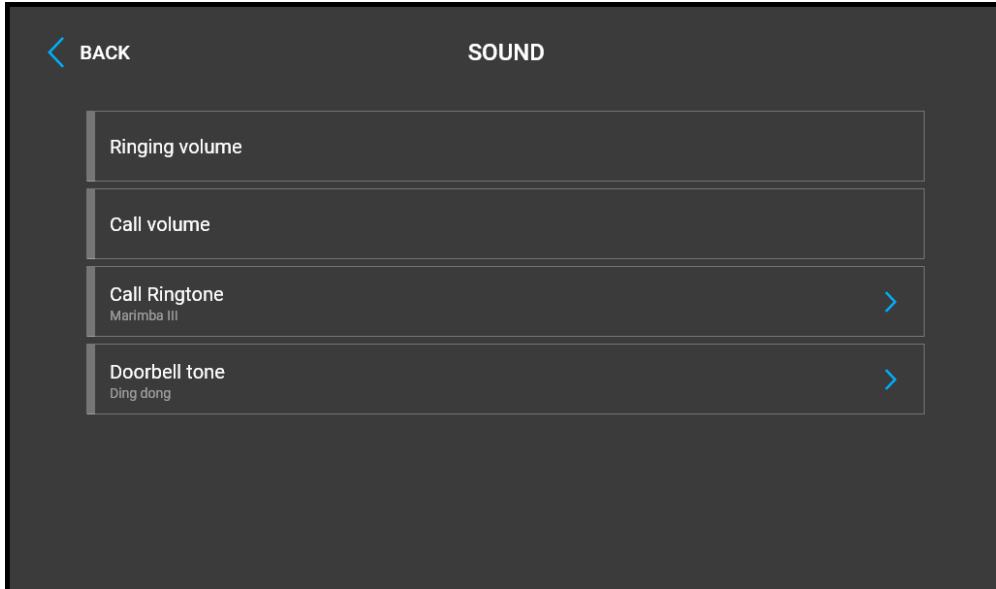 BACK
SOUND
Ringing volume
Call volume
Call Ringtone
Marimba III
Doorbell tone
Ding dong